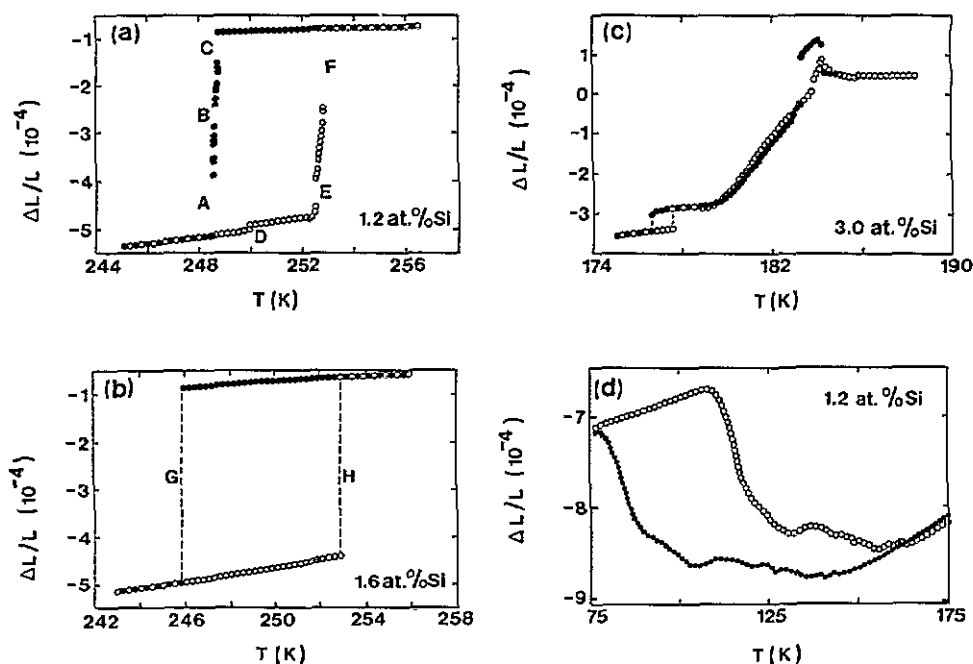 (a)
-1
-2
-3
-4
-5
C
B
A
F
E
D
1.2 at.%Si
244 248 252 256
T (K)
ΔL/L (10⁻⁴)
(c)
1
0
-1
-2
-3
3.0 at.%Si
174 182 190
T (K)
ΔL/L (10⁻⁴)
(b)
-1
-2
-3
-4
-5
G
H
1.6 at.%Si
242 246 250 254 258
T (K)
ΔL/L (10⁻⁴)
(d)
1.2 at.%Si
-7
-8
-9
75 125 175
T (K)
ΔL/L (10⁻⁴)